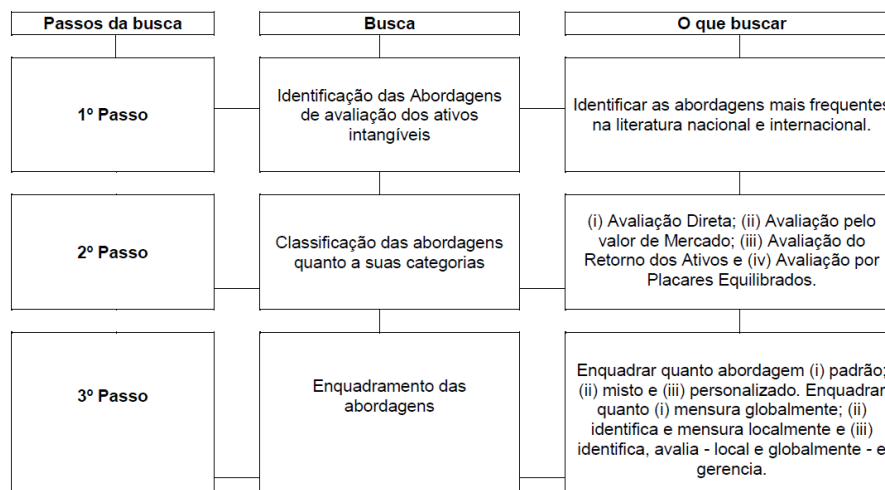 Passos da busca
Busca
O que buscar
1º Passo
Identificação das Abordagens
de avaliação dos ativos
intangíveis
Identificar as abordagens mais frequentes
na literatura nacional e internacional.
2º Passo
Classificação das abordagens
quanto a suas categorias
(i) Avaliação Direta; (ii) Avaliação pelo
valor de Mercado; (iii) Avaliação do
Retorno dos Ativos e (iv) Avaliação por
Placares Equilibrados.
3º Passo
Enquadramento das
abordagens
Enquadrar quanto abordagem (i) padrão;
(ii) misto e (iii) personalizado. Enquadrar
quanto (i) mensura globalmente; (ii)
identifica e mensura localmente e (iii)
identifica, avalia - local e globalmente - e
gerencia.